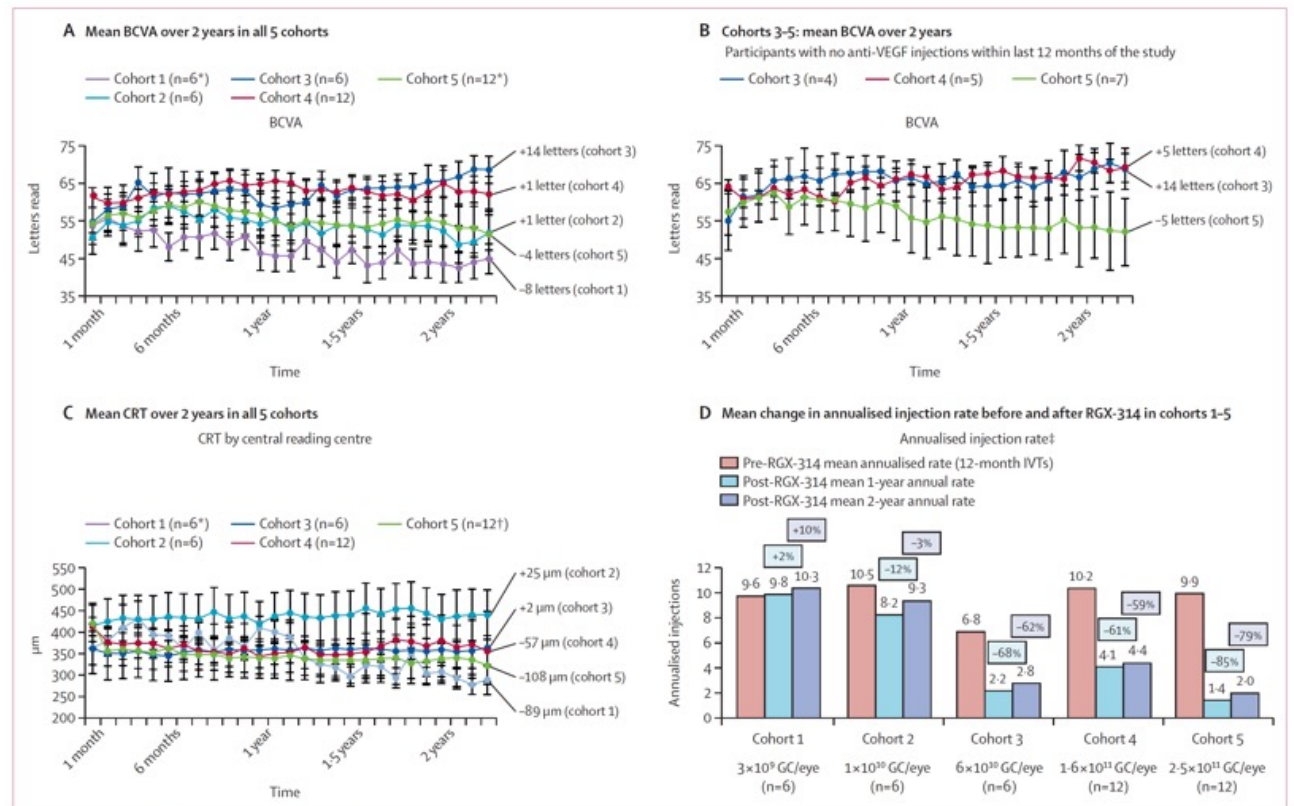 A Mean BCVA over 2 years in all 5 cohorts
Cohort 1 (n=6*) Cohort 3 (n=6) Cohort 5 (n=12*)
Cohort 2 (n=6) Cohort 4 (n=12)
BCVA
75
65
55
45
35
Letters read
+14 letters (cohort 3)
+1 letter (cohort 4)
+1 letter (cohort 2)
–4 letters (cohort 5)
–8 letters (cohort 1)
1 month 6 months 1 year 1·5 years 2 years
Time
B Cohorts 3–5: mean BCVA over 2 years
Participants with no anti-VEGF injections within last 12 months of the study
Cohort 3 (n=4) Cohort 4 (n=5) Cohort 5 (n=7)
BCVA
75
65
55
45
35
Letters read
+5 letters (cohort 4)
+14 letters (cohort 3)
–5 letters (cohort 5)
1 month 6 months 1 year 1·5 years 2 years
Time
C Mean CRT over 2 years in all 5 cohorts
CRT by central reading centre
Cohort 1 (n=6*) Cohort 3 (n=6) Cohort 5 (n=12†)
Cohort 2 (n=6) Cohort 4 (n=12)
550
500
450
400
350
300
250
200
µm
+25 µm (cohort 2)
+2 µm (cohort 3)
–57 µm (cohort 4)
–108 µm (cohort 5)
–89 µm (cohort 1)
1 month 6 months 1 year 1·5 years 2 years
Time
D Mean change in annualised injection rate before and after RGX-314 in cohorts 1–5
Annualised injection rate‡
Pre-RGX-314 mean annualised rate (12-month IVTs)
Post-RGX-314 mean 1-year annual rate
Post-RGX-314 mean 2-year annual rate
12
10
8
6
4
2
0
Annualised injections
+10%
+2%
9·6 9·8 10·3
–3%
–12%
10·5 8·2 9·3
–62%
–68%
6·8 2·2 2·8
–59%
–61%
10·2 4·1 4·4
–79%
–85%
9·9 1·4 2·0
Cohort 1 Cohort 2 Cohort 3 Cohort 4 Cohort 5
3×10⁹ GC/eye 1×10¹⁰ GC/eye 6×10¹⁰ GC/eye 1·6×10¹¹ GC/eye 2·5×10¹¹ GC/eye
(n=6) (n=6) (n=6) (n=12) (n=12)